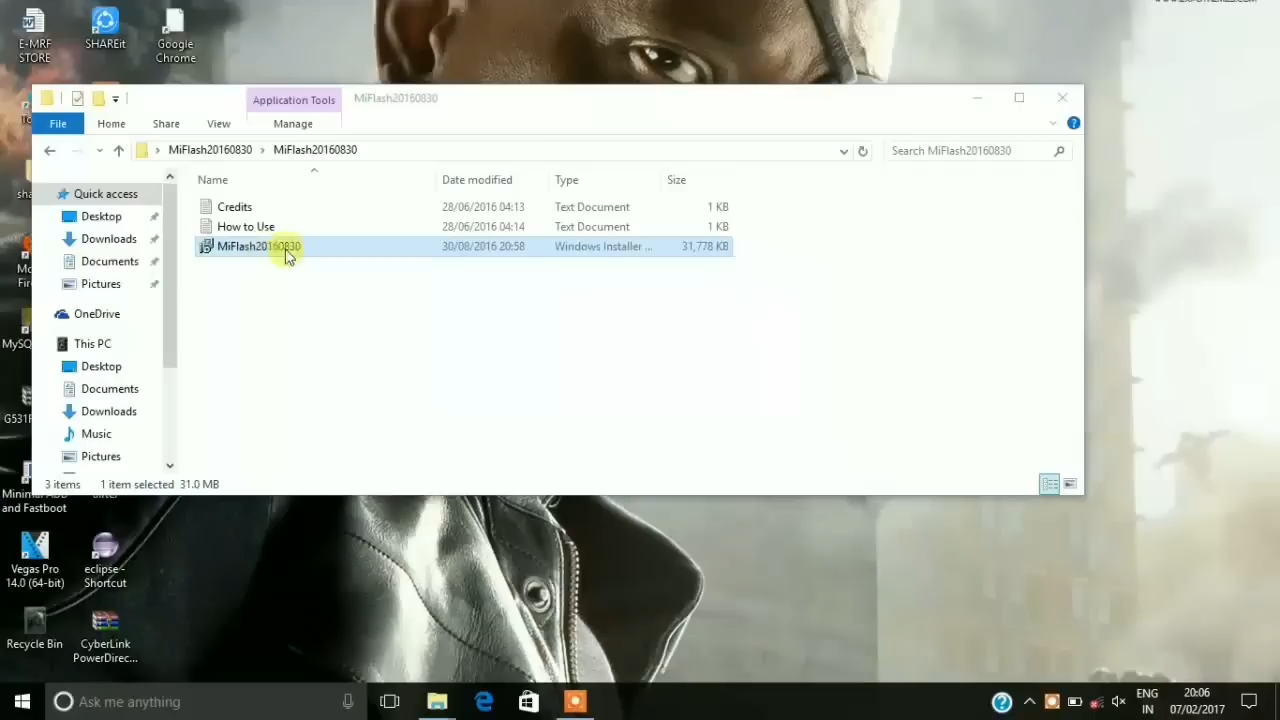 E-MRF
STORE
SHAREit
Google
Chrome
Application Tools
MiFlash20160830
File
Home
Share
View
Manage
MiFlash20160830 › MiFlash20160830
Search MiFlash20160830
Name
Date modified
Type
Size
Quick access
Desktop
Downloads
Documents
Pictures
OneDrive
This PC
Desktop
Documents
Downloads
Music
Pictures
Credits
28/06/2016 04:13
Text Document
1 KB
How to Use
28/06/2016 04:14
Text Document
1 KB
MiFlash20160830
30/08/2016 20:58
Windows Installer ...
31,778 KB
3 items
1 item selected 31.0 MB
and Fastboot
Vegas Pro
14.0 (64-bit)
eclipse -
Shortcut
Recycle Bin
CyberLink
PowerDirec...
Ask me anything
ENG
IN
20:06
07/02/2017